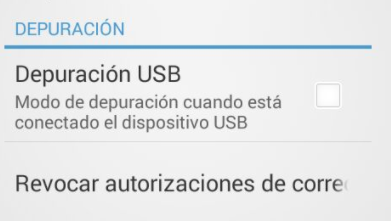 DEPURACIÓN
Depuración USB
Modo de depuración cuando está
conectado el dispositivo USB
Revocar autorizaciones de corre